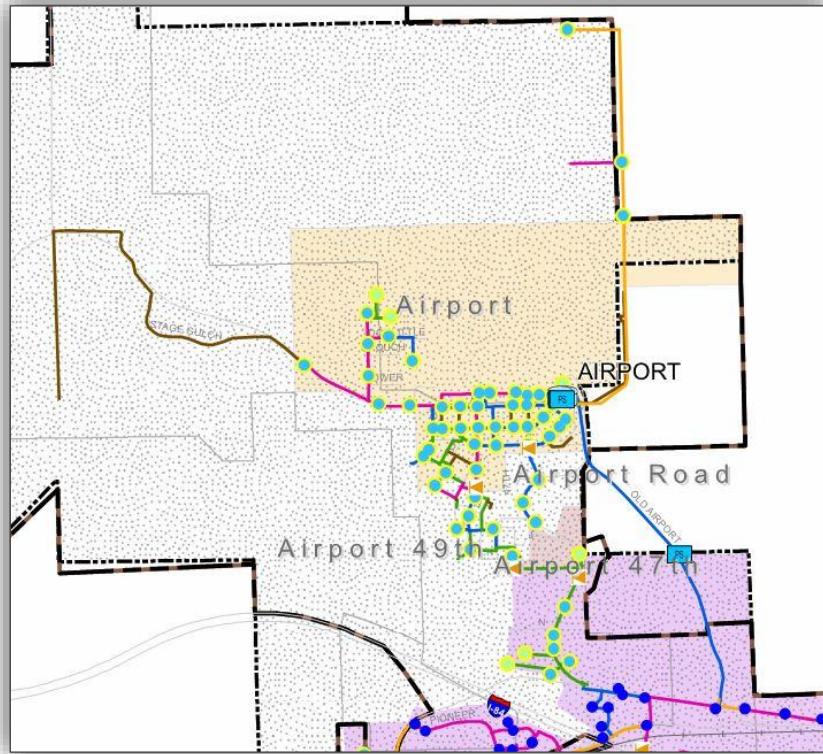 STAGE GULCH
Airport
AIRPORT
PS
Airport Road
OLD AIRPORT
Airport 49th
PS
Airport 47th
N
I-84
PIONEER